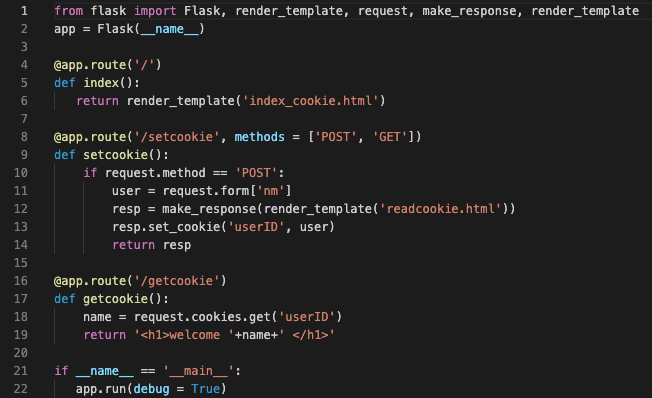 1 from flask import Flask, render_template, request, make_response, render_template
2 app = Flask(__name__)
3
4 @app.route('/')
5 def index():
6    return render_template('index_cookie.html')
7
8 @app.route('/setcookie', methods = ['POST', 'GET'])
9 def setcookie():
10     if request.method == 'POST':
11         user = request.form['nm']
12         resp = make_response(render_template('readcookie.html'))
13         resp.set_cookie('userID', user)
14         return resp
15
16 @app.route('/getcookie')
17 def getcookie():
18     name = request.cookies.get('userID')
19     return '<h1>welcome '+name+' </h1>'
20
21 if __name__ == '__main__':
22    app.run(debug = True)